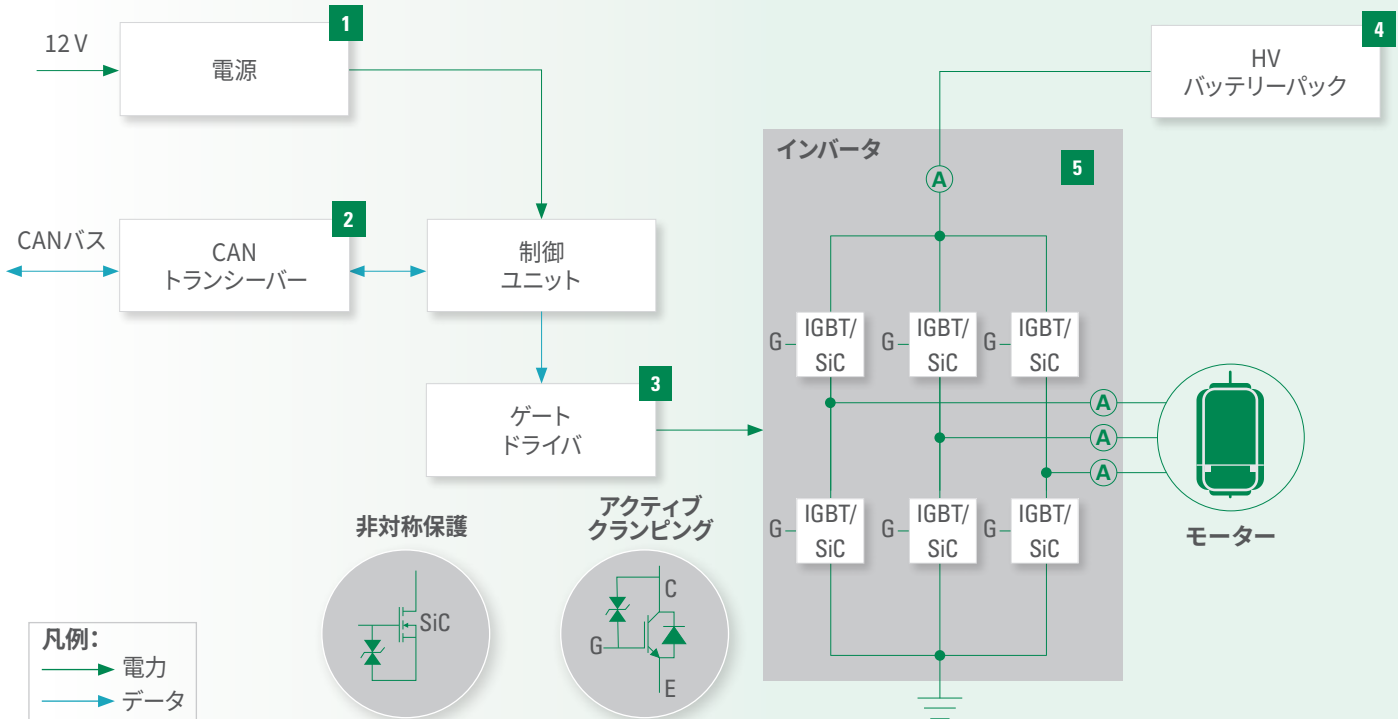 1
12 V
電源
4
HV
バッテリーパック
インバータ
5
A
2
CANバス
CAN
トランシーバー
制御
ユニット
G
IGBT/
SiC
G
IGBT/
SiC
G
IGBT/
SiC
3
ゲート
ドライバ
A
A
A
モーター
G
IGBT/
SiC
G
IGBT/
SiC
G
IGBT/
SiC
非対称保護
SiC
アクティブ
クランピング
C
G
E
凡例:
電力
データ